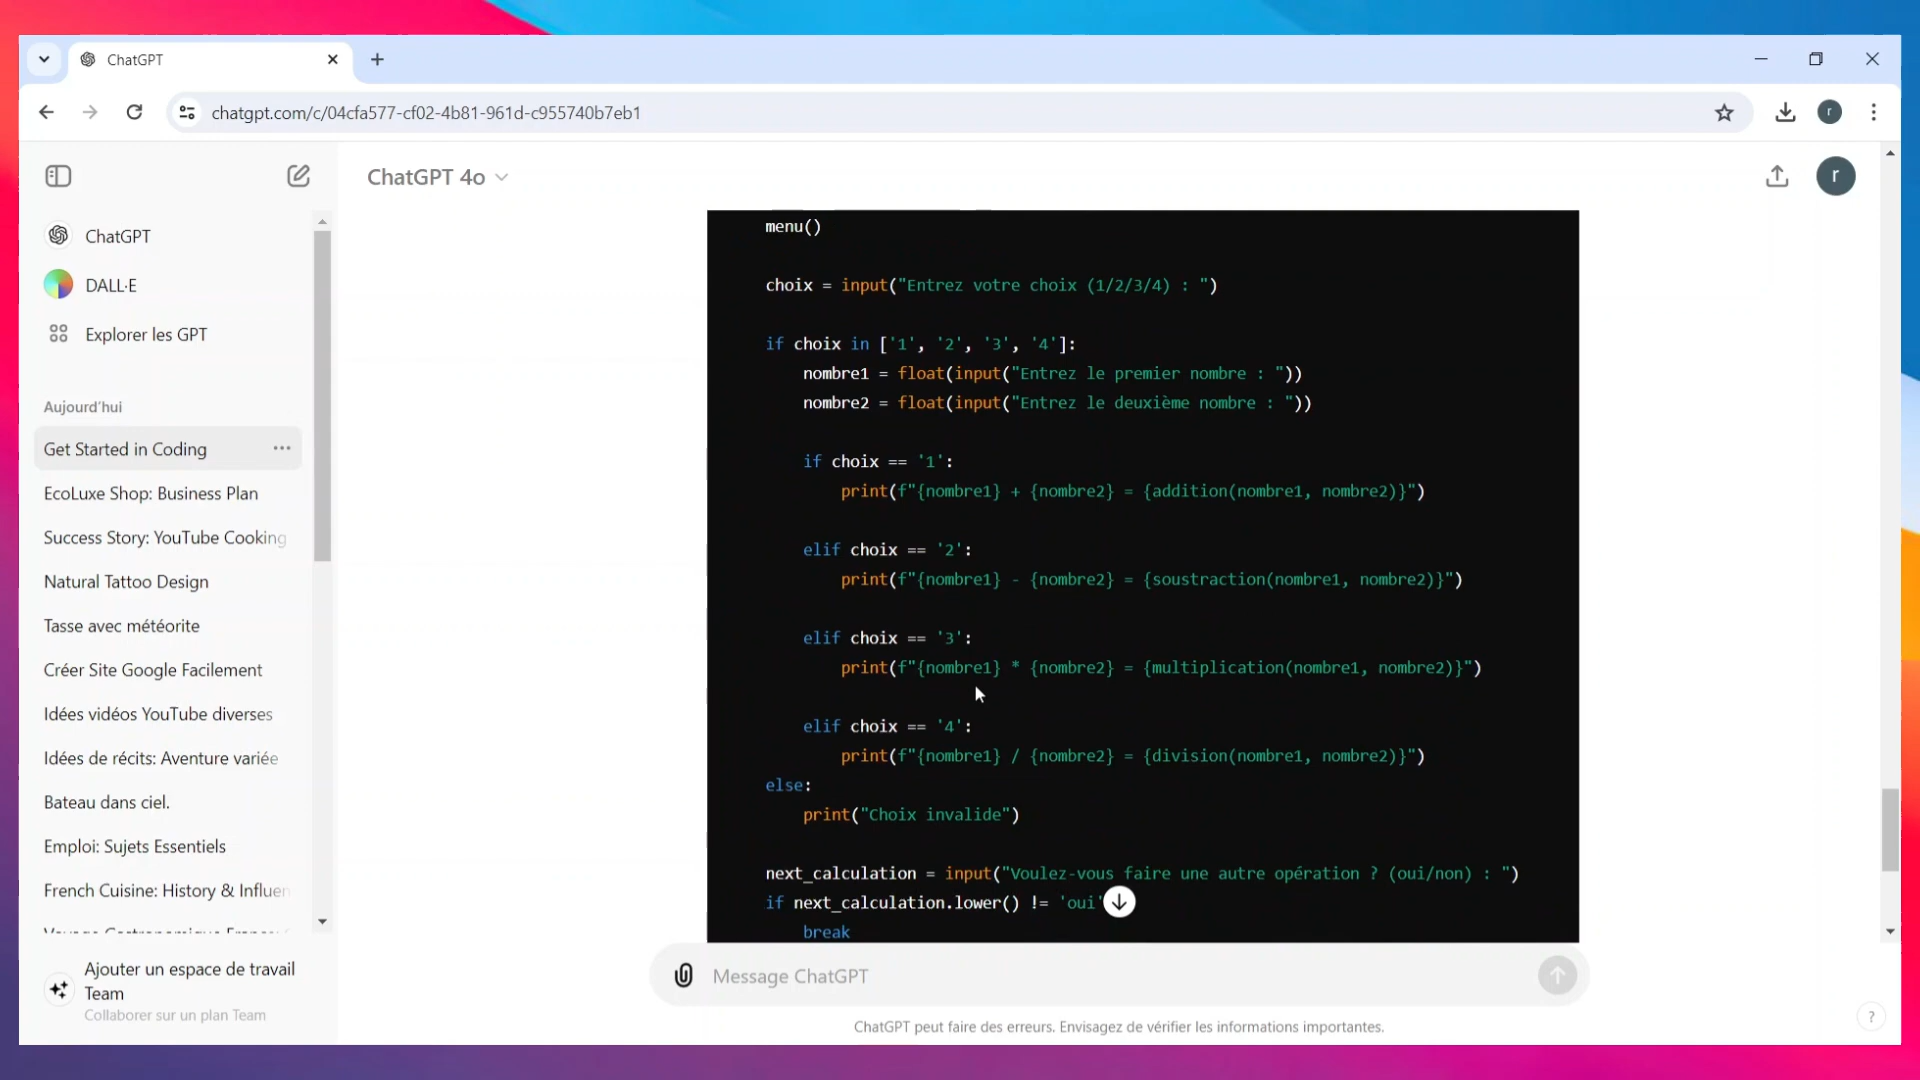 ChatGPT
chatgpt.com/c/04cfa577-cf02-4b81-961d-c955740b7eb1
r
ChatGPT 4o
r
ChatGPT
DALL·E
Explorer les GPT
Aujourd'hui
Get Started in Coding
EcoLuxe Shop: Business Plan
Success Story: YouTube Cooking
Natural Tattoo Design
Tasse avec météorite
Créer Site Google Facilement
Idées vidéos YouTube diverses
Idées de récits: Aventure variée
Bateau dans ciel.
Emploi: Sujets Essentiels
French Cuisine: History & Influen
Ajouter un espace de travail
Team
Collaborer sur un plan Team
menu()
choix = input("Entrez votre choix (1/2/3/4) : ")
if choix in ['1', '2', '3', '4']:
nombre1 = float(input("Entrez le premier nombre : "))
nombre2 = float(input("Entrez le deuxième nombre : "))
if choix == '1':
print(f"{nombre1} + {nombre2} = {addition(nombre1, nombre2)}")
elif choix == '2':
print(f"{nombre1} - {nombre2} = {soustraction(nombre1, nombre2)}")
elif choix == '3':
print(f"{nombre1} * {nombre2} = {multiplication(nombre1, nombre2)}")
elif choix == '4':
print(f"{nombre1} / {nombre2} = {division(nombre1, nombre2)}")
else:
print("Choix invalide")
next_calculation = input("Voulez-vous faire une autre opération ? (oui/non) : ")
if next_calculation.lower() != 'oui'
break
Message ChatGPT
ChatGPT peut faire des erreurs. Envisagez de vérifier les informations importantes.
?